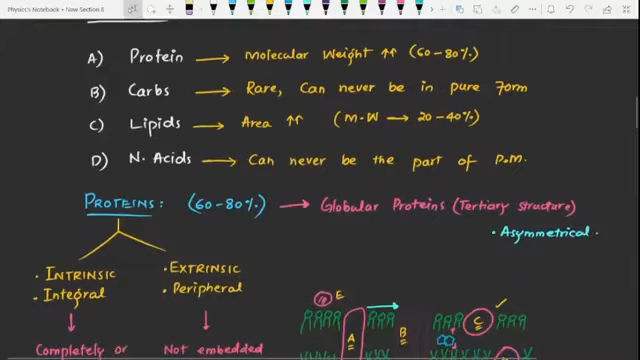 Physics's Notebook • New Section 8
A) Protein → Molecular Weight ↑↑ (60-80%)
B) Carbs → Rare, Can never be in pure form
C) Lipids → Area ↑↑ (M.W → 20-40%)
D) N. Acids → Can never be the part of P.M.
PROTEINS: (60-80%) → Globular Proteins (Tertiary structure)
• Asymmetrical.
• INTRINSIC • EXTRINSIC
• Integral • Peripheral
E
A B C
Completely or Not embedded